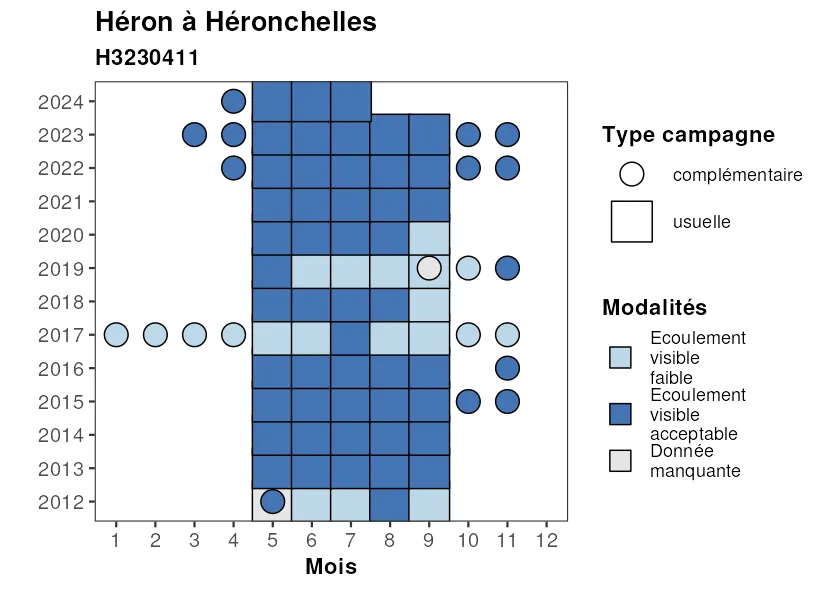 Héron à Héronchelles
H3230411
2024
2023
2022
2021
2020
2019
2018
2017
2016
2015
2014
2013
2012
1 2 3 4 5 6 7 8 9 10 11 12
Mois
Type campagne
complémentaire
usuelle
Modalités
Ecoulement
visible
faible
Ecoulement
visible
acceptable
Donnée
manquante